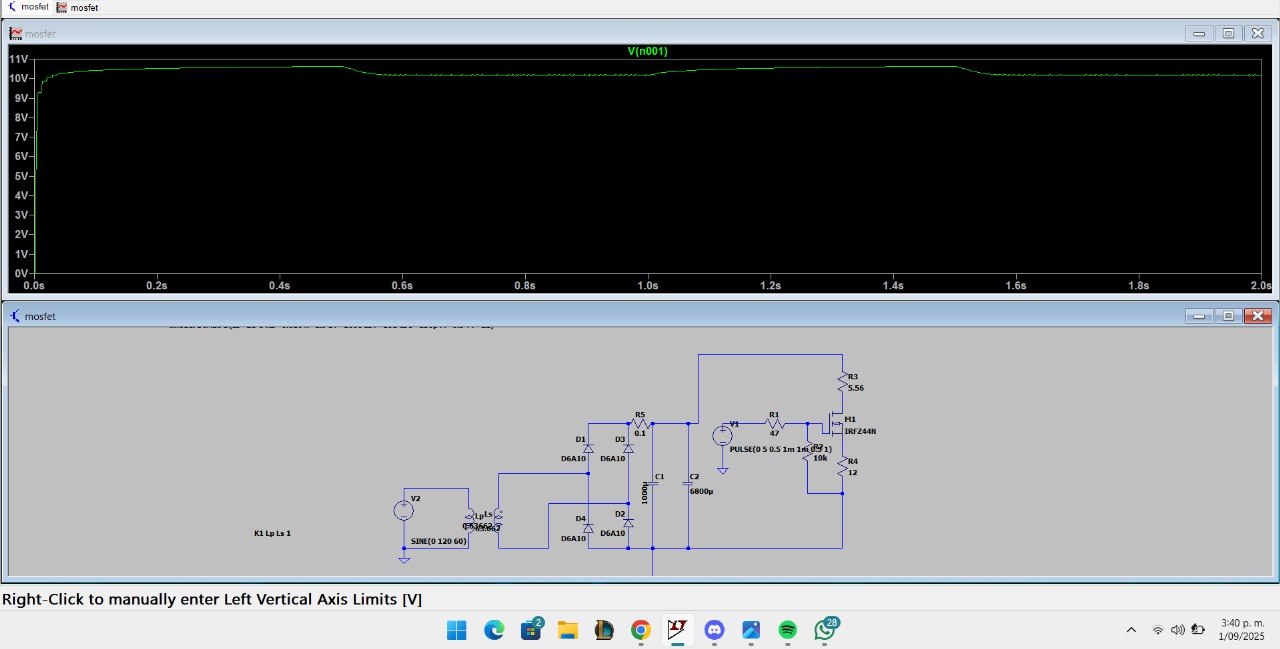 mosfet mosfet
mosfet
V(n001)
11V
10V
9V
8V
7V
6V
5V
4V
3V
2V
1V
0V
0.0s 0.2s 0.4s 0.6s 0.8s 1.0s 1.2s 1.4s 1.6s 1.8s 2.0s
mosfet
R3
5.56
M1
IRFZ44N
R5
0.1
V1
R1
47
PULSE(0 5 0.5 1m 1m 0.5 1)
R2
10k
R4
12
D1
D6A10
D3
D6A10
C1
1000µ
C2
6800µ
V2
SINE(0 120 60)
Lp
Ls
D4
D6A10
D2
D6A10
K1 Lp Ls 1
Right-Click to manually enter Left Vertical Axis Limits [V]
2
28
3:40 p. m.
1/09/2025